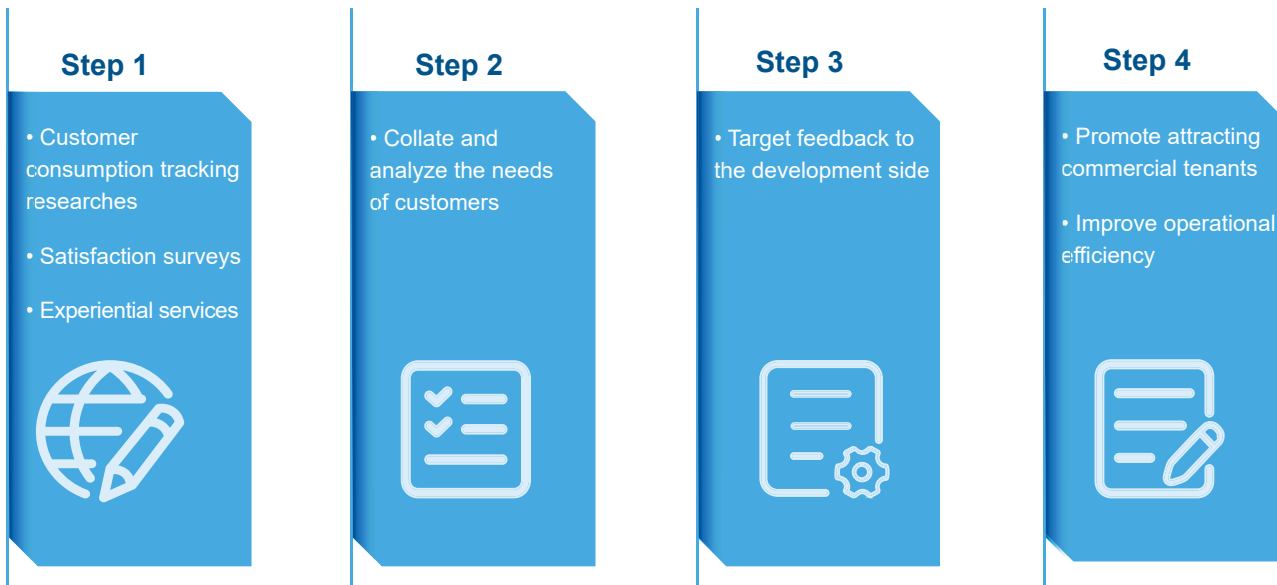 Step 1
• Customer
consumption tracking
researches
• Satisfaction surveys
• Experiential services
Step 2
• Collate and
analyze the needs
of customers
Step 3
• Target feedback to
the development side
Step 4
• Promote attracting
commercial tenants
• Improve operational
efficiency